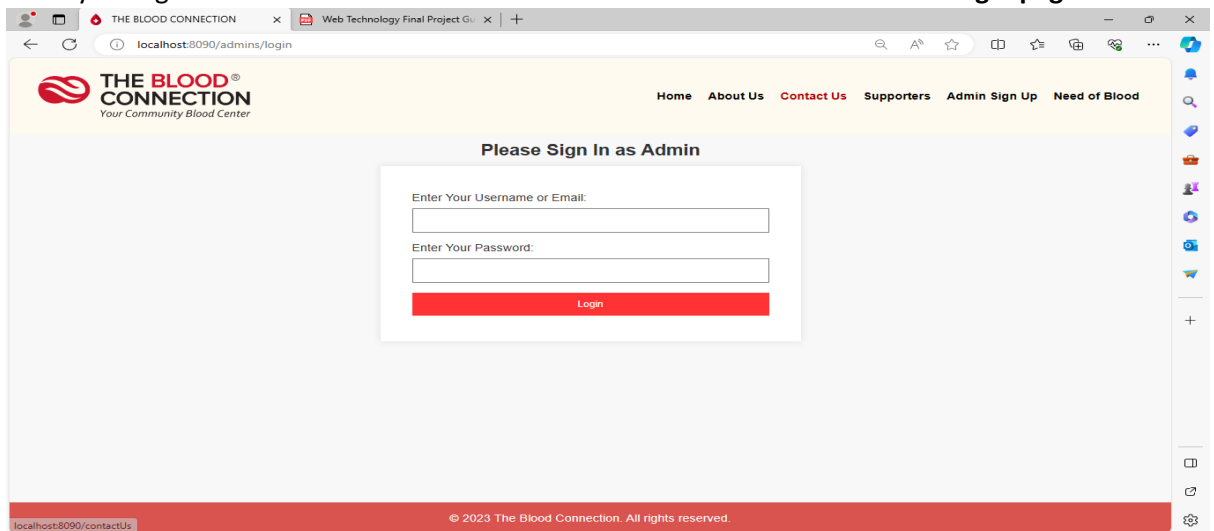 THE BLOOD CONNECTION
Web Technology Final Project Gu
localhost:8090/admins/login
THE BLOOD®
CONNECTION
Your Community Blood Center
Home About Us Contact Us Supporters Admin Sign Up Need of Blood
Please Sign In as Admin
Enter Your Username or Email:
Enter Your Password:
Login
© 2023 The Blood Connection. All rights reserved.
localhost:8090/contactUs